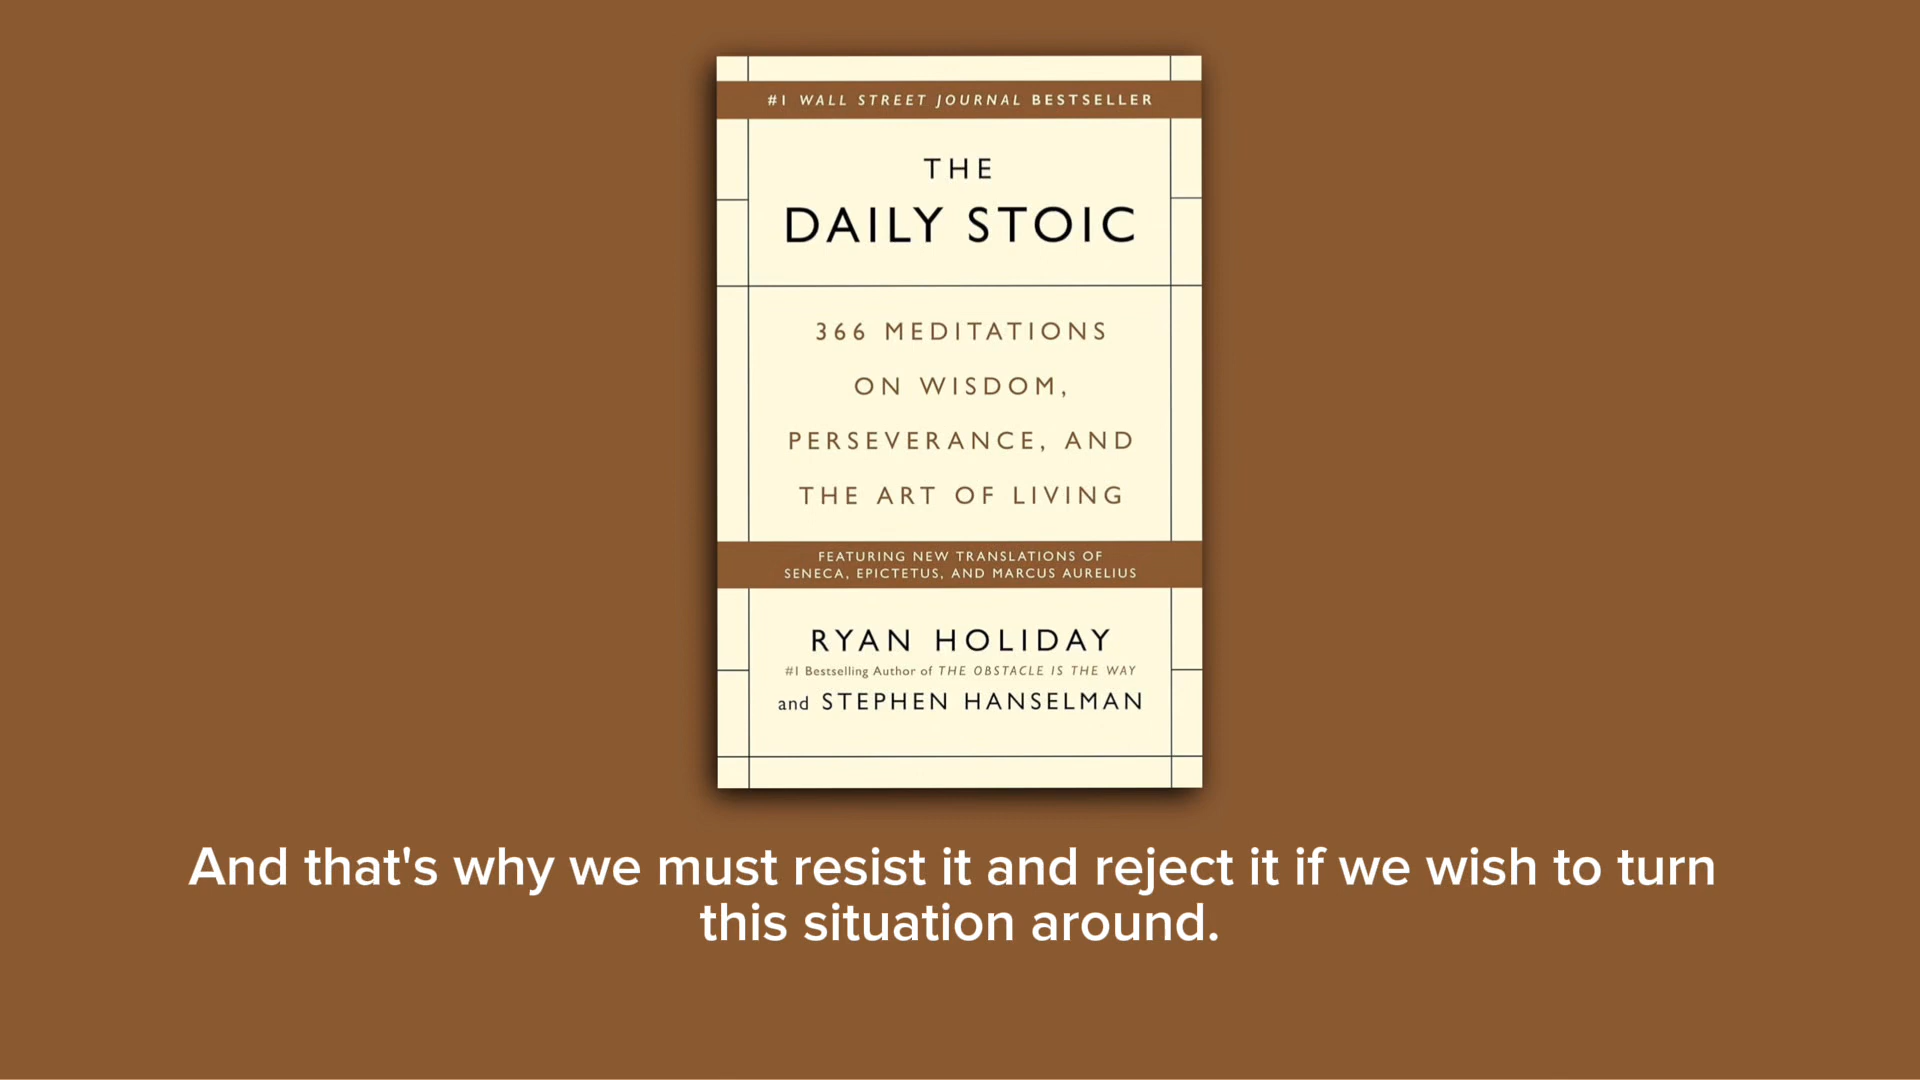 #1 WALL STREET JOURNAL BESTSELLER
THE
DAILY STOIC
366 MEDITATIONS
ON WISDOM,
PERSEVERANCE, AND
THE ART OF LIVING
FEATURING NEW TRANSLATIONS OF
SENECA, EPICTETUS, AND MARCUS AURELIUS
RYAN HOLIDAY
#1 Bestselling Author of THE OBSTACLE IS THE WAY
and STEPHEN HANSELMAN
And that's why we must resist it and reject it if we wish to turn
this situation around.